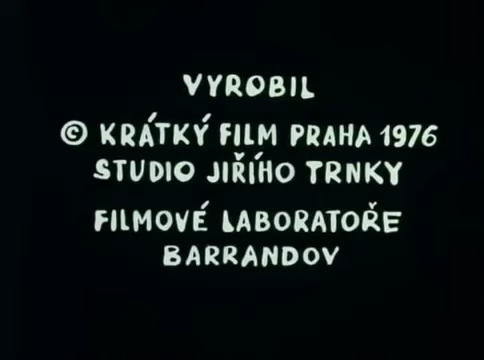 VYROBIL
© KRÁTKÝ FILM PRAHA 1976
STUDIO JIŘÍHO TRNKY
FILMOVÉ LABORATOŘE
BARRANDOV